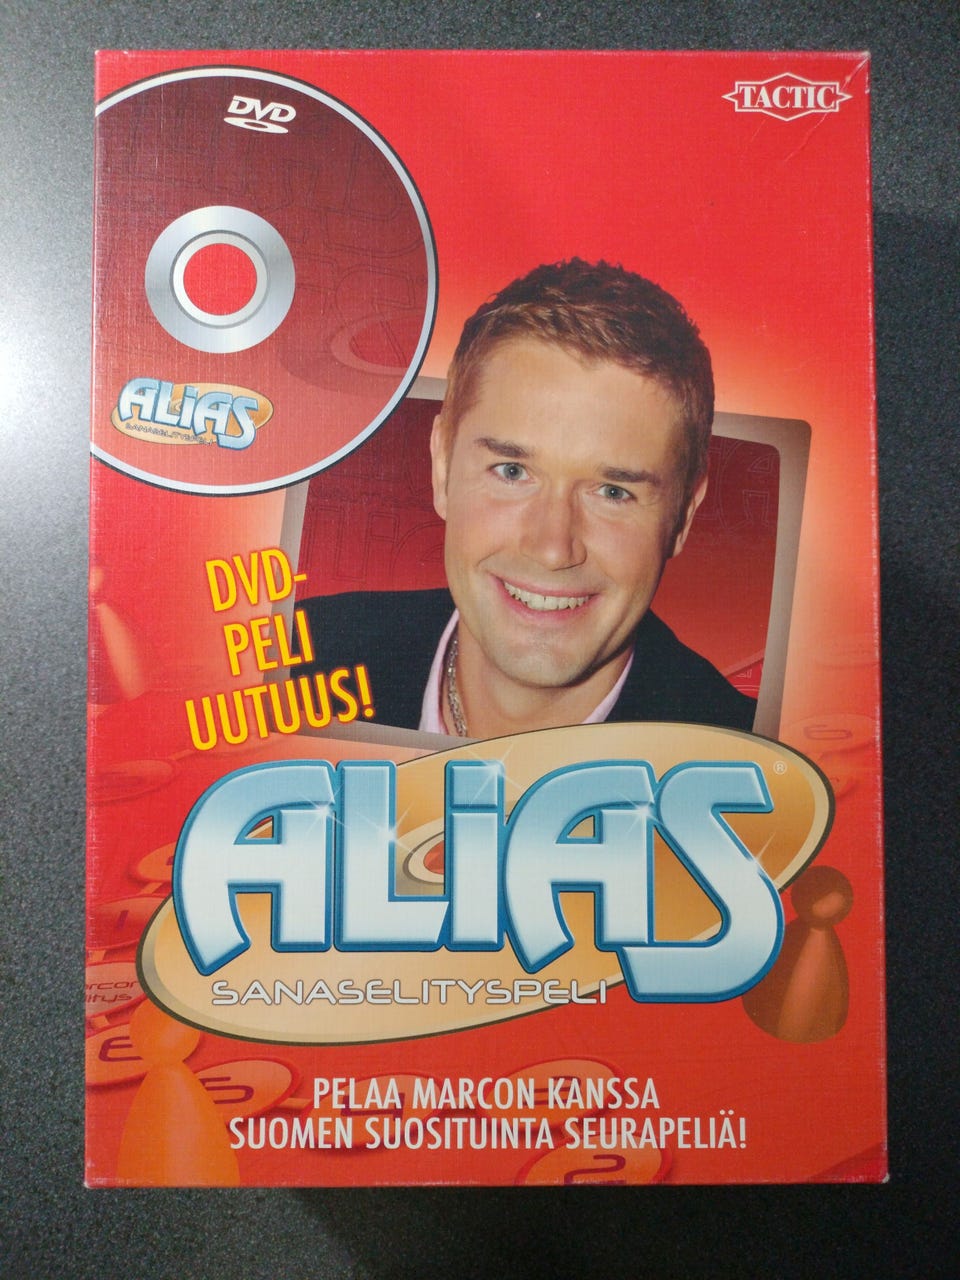 DVD
TACTIC
ALiAS
SANASELITYSPELI
DVD-
PELI
UUTUUS!
ALiAS®
SANASELITYSPELI
PELAA MARCON KANSSA
SUOMEN SUOSITUINTA SEURAPELIÄ!